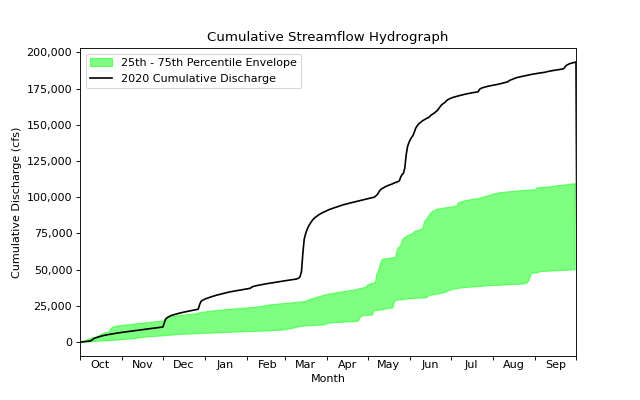 Cumulative Streamflow Hydrograph
25th - 75th Percentile Envelope
2020 Cumulative Discharge
Cumulative Discharge (cfs)
200,000
175,000
150,000
125,000
100,000
75,000
50,000
25,000
0
Oct Nov Dec Jan Feb Mar Apr May Jun Jul Aug Sep
Month